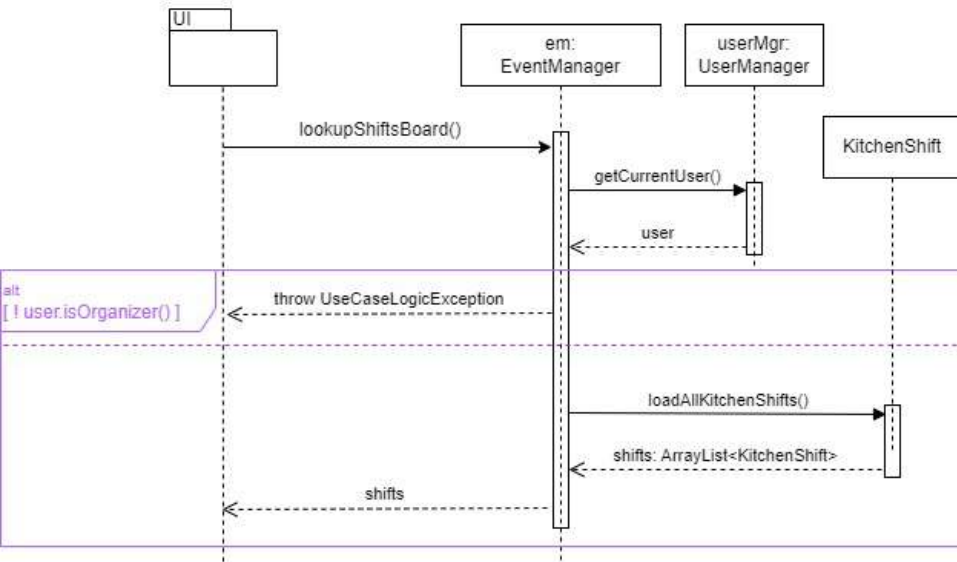 UI
em:
EventManager
userMgr:
UserManager
KitchenShift
lookupShiftsBoard()
getCurrentUser()
user
alt
[ ! user.isOrganizer() ]
throw UseCaseLogicException
loadAllKitchenShifts()
shifts: ArrayList<KitchenShift>
shifts